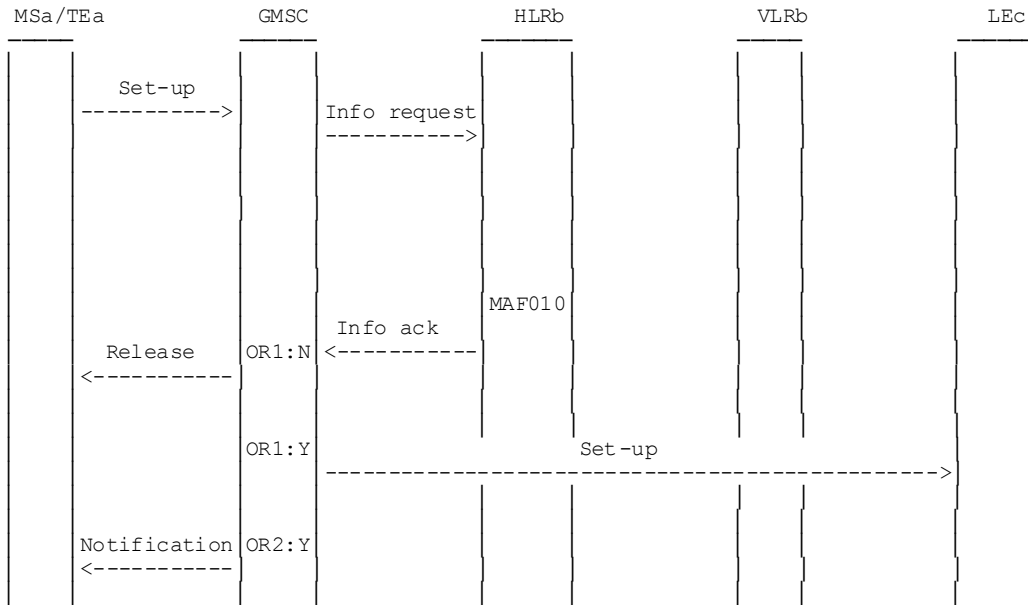 MSa/TEa GMSC HLRb VLRb LEc
Set-up
Info request
MAF010
Info ack
Release OR1:N
OR1:Y Set-up
Notification OR2:Y